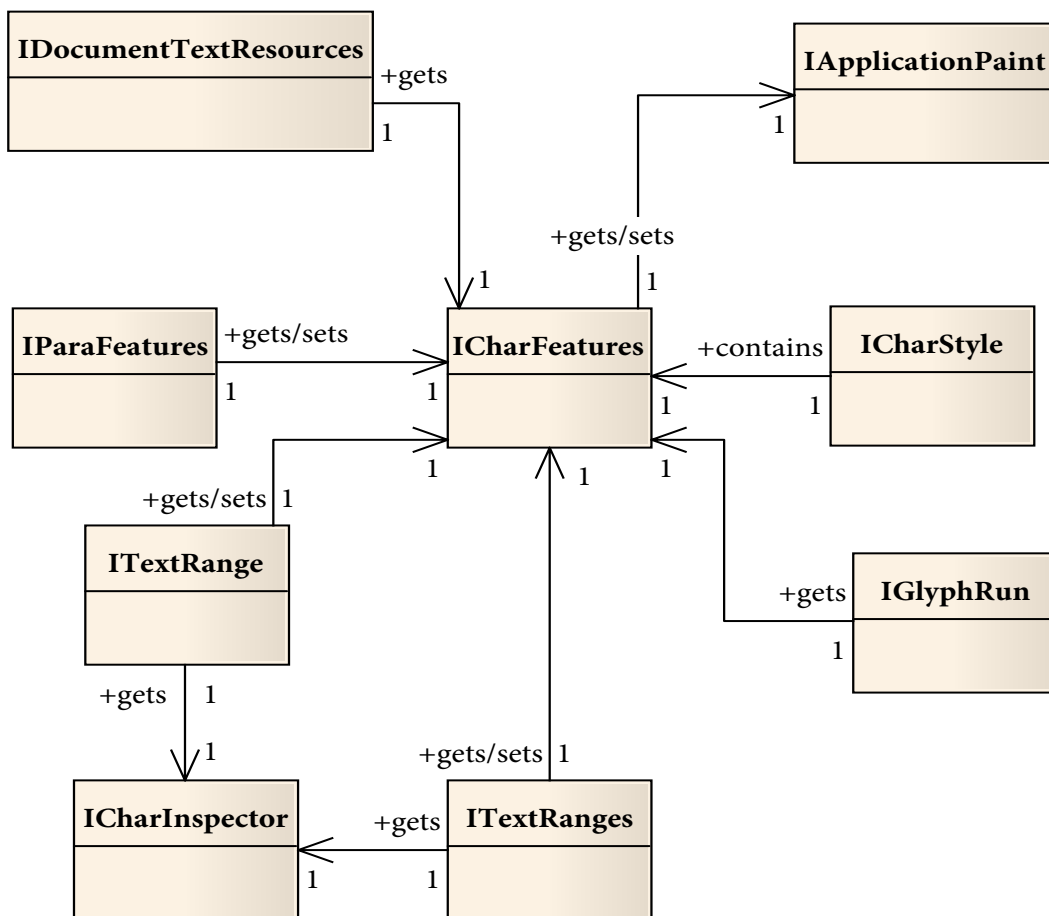 IDocumentTextResources
+gets
1
IApplicationPaint
1
+gets/sets
1
1
IParaFeatures
+gets/sets
1
1
ICharFeatures
+contains
1
1
ICharStyle
1
1
+gets/sets
1
1
ITextRange
+gets
1
IGlyphRun
+gets
1
1
+gets/sets
1
ICharInspector
+gets
1
1
ITextRanges